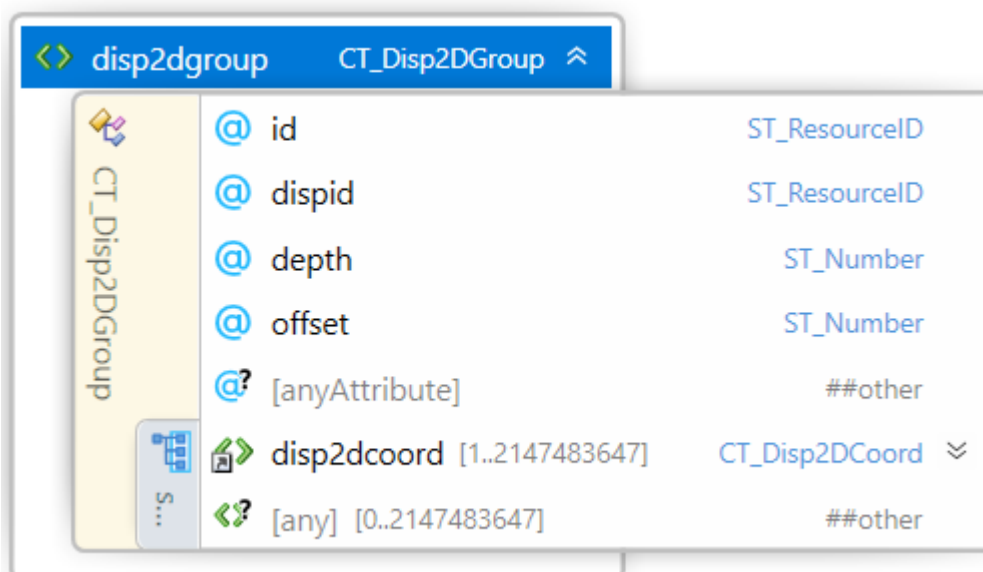 disp2dgroup CT_Disp2DGroup
CT_Disp2DGroup
@ id ST_ResourceID
@ dispid ST_ResourceID
@ depth ST_Number
@ offset ST_Number
@? [anyAttribute] ##other
S...
disp2dcoord [1..2147483647] CT_Disp2DCoord
? [any] [0..2147483647] ##other